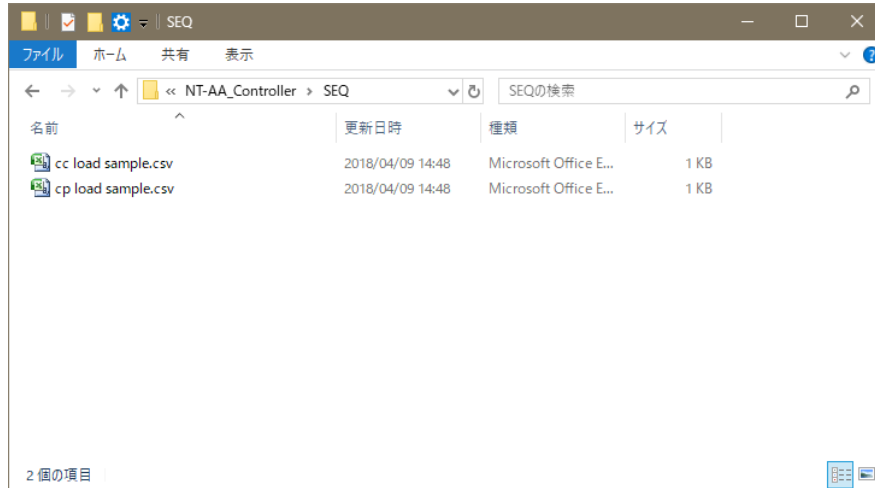 SEQ
ファイル ホーム 共有 表示
« NT-AA_Controller › SEQ SEQの検索
名前 更新日時 種類 サイズ
cc load sample.csv 2018/04/09 14:48 Microsoft Office E... 1 KB
cp load sample.csv 2018/04/09 14:48 Microsoft Office E... 1 KB
2 個の項目